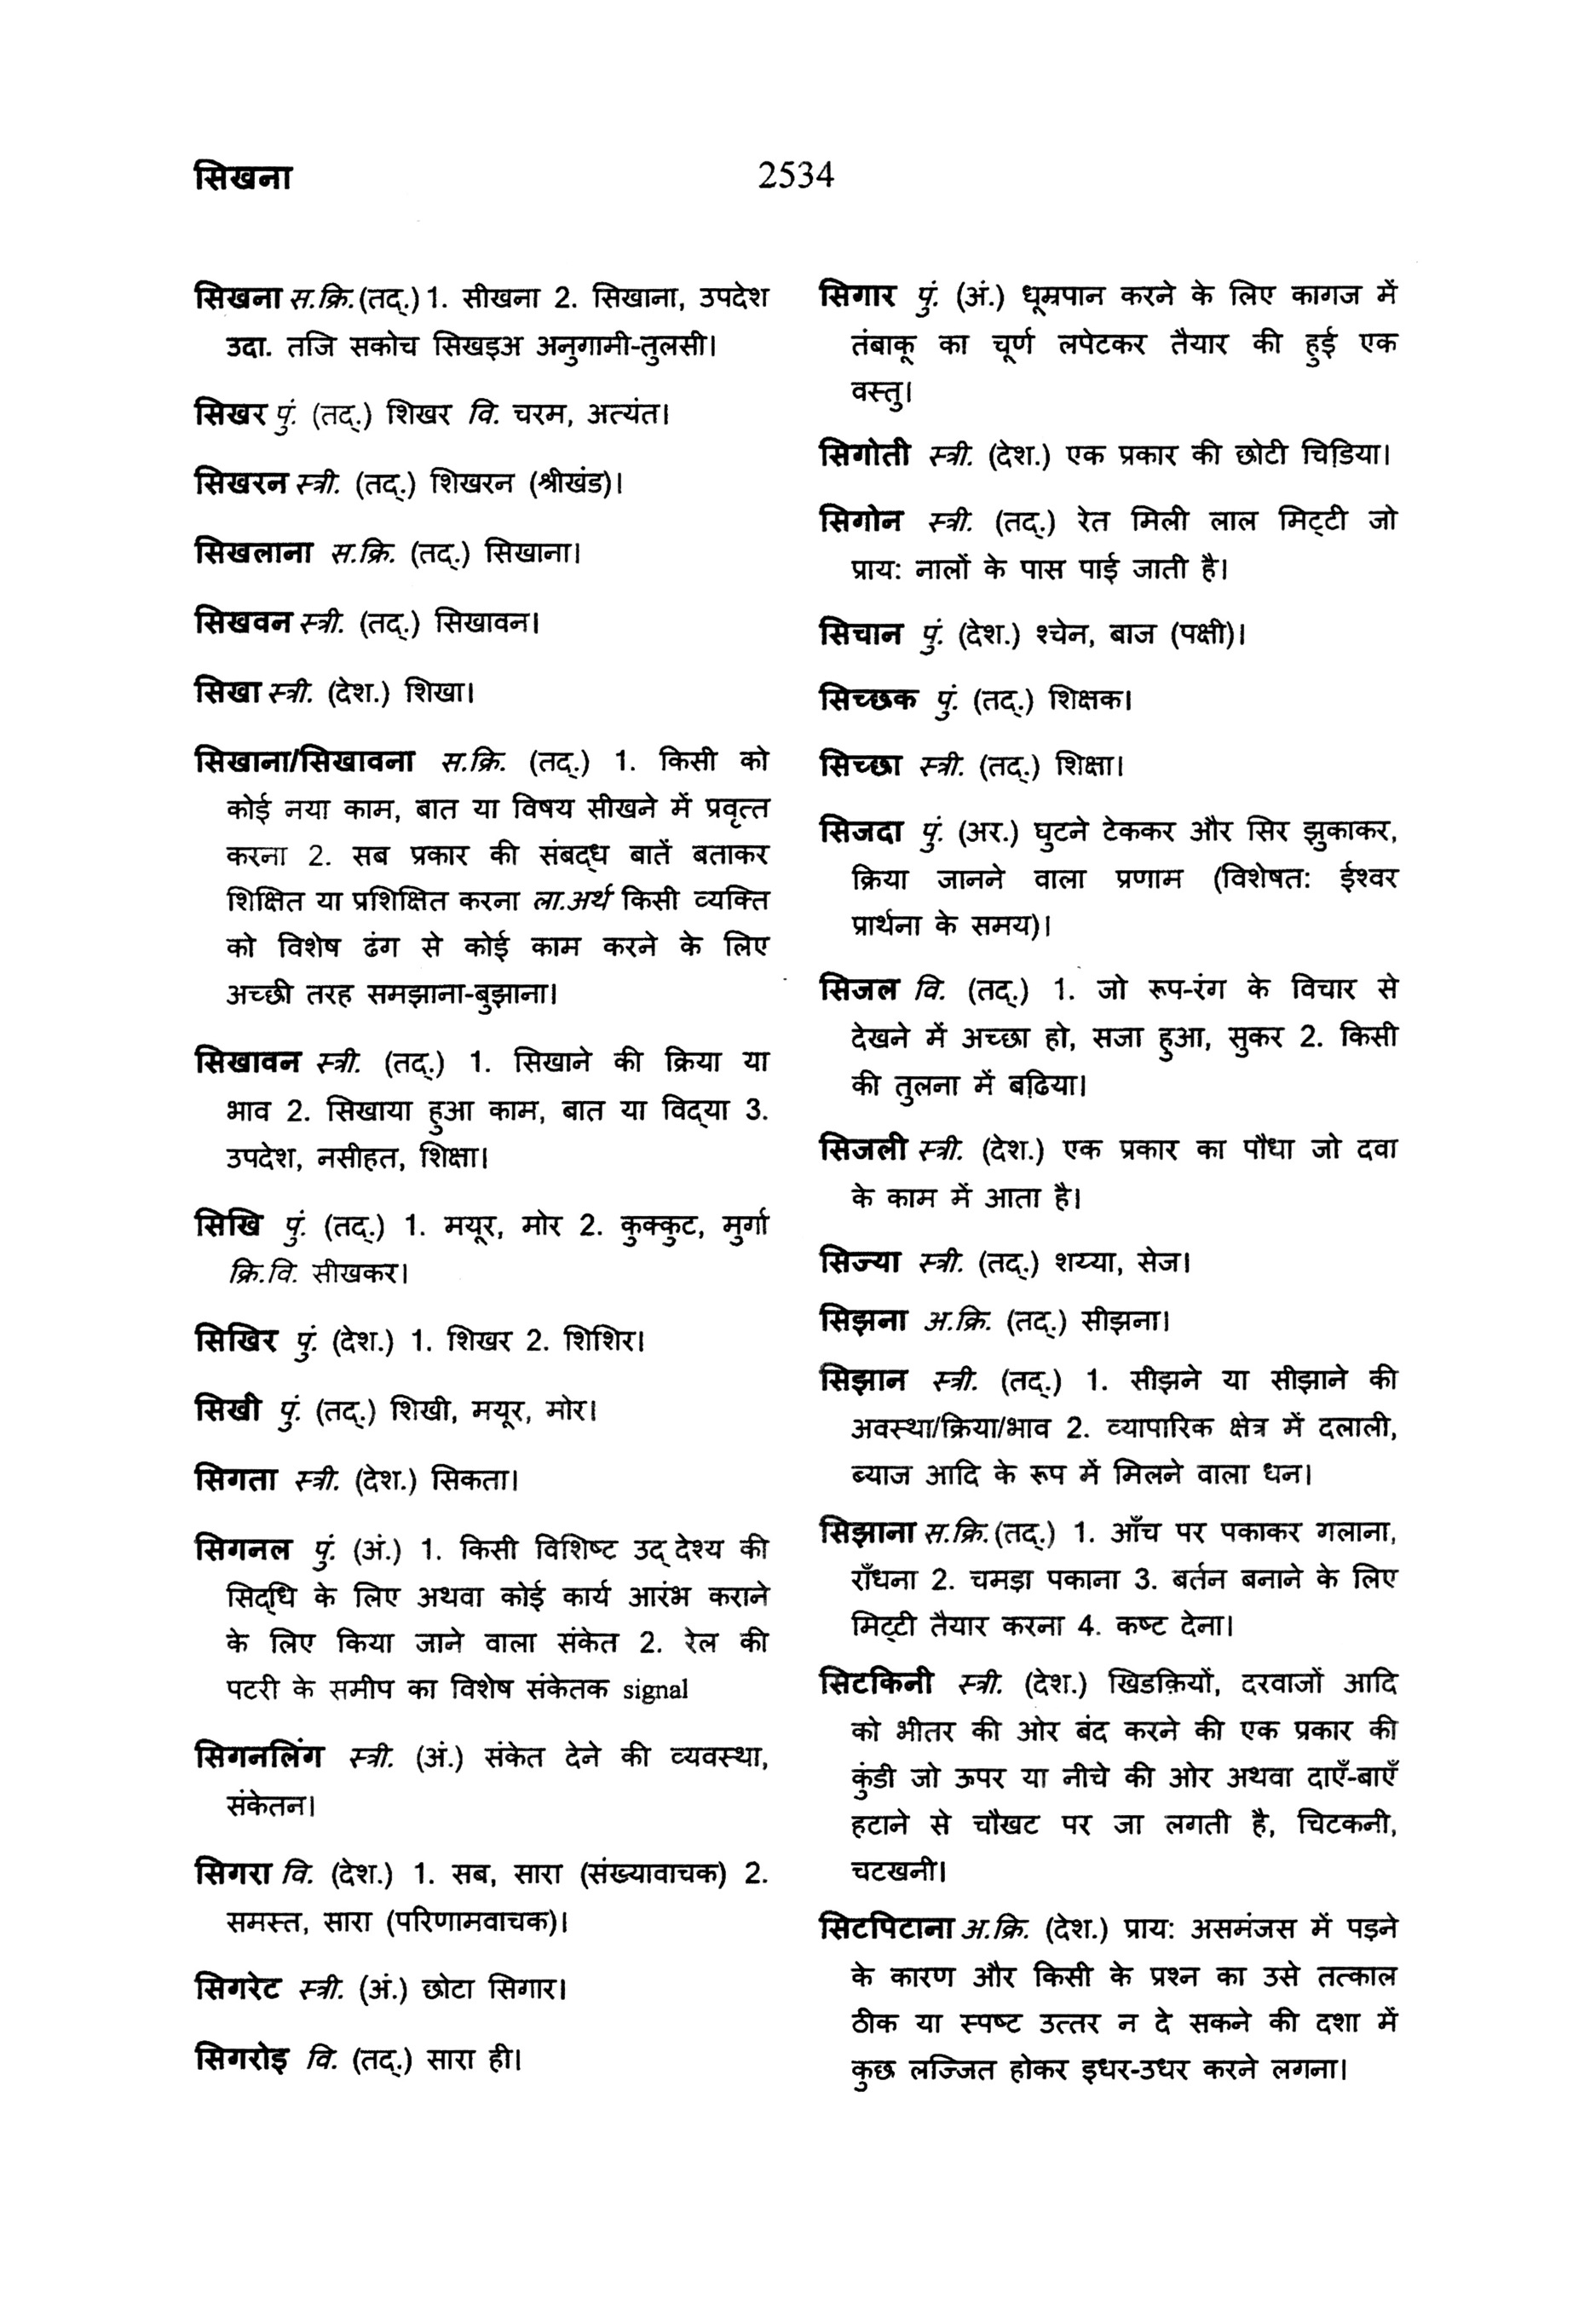 सिखना
2534
सिखना स.क्रि. (तद्.) 1. सीखना 2. सिखाना, उपदेश
उदा. तजि सकोच सिखइअ अनुगामी-तुलसी।
सिखर पुं. (तद्.) शिखर वि. चरम, अत्यंत।
सिखरन स्त्री. (तद्.) शिखरन (श्रीखंड)।
सिखलाना स.क्रि. (तद्.) सिखाना।
सिखवन स्त्री. (तद्.) सिखावन।
सिखा स्त्री. (देश.) शिखा।
सिखाना/सिखावना स.क्रि. (तद्.) 1. किसी को
कोई नया काम, बात या विषय सीखने में प्रवृत्त
करना 2. सब प्रकार की संबद्ध बातें बताकर
शिक्षित या प्रशिक्षित करना ला.अर्थ किसी व्यक्ति
को विशेष ढंग से कोई काम करने के लिए
अच्छी तरह समझाना-बुझाना।
सिखावन स्त्री. (तद्.) 1. सिखाने की क्रिया या
भाव 2. सिखाया हुआ काम, बात या विद्या 3.
उपदेश, नसीहत, शिक्षा।
सिखि पुं. (तद्.) 1. मयूर, मोर 2. कुक्कुट, मुर्गा
क्रि.वि. सीखकर।
सिखिर पुं. (देश.) 1. शिखर 2. शिशिर।
सिखी पुं. (तद्.) शिखी, मयूर, मोर।
सिगता स्त्री. (देश.) सिकता।
सिगनल पुं. (अं.) 1. किसी विशिष्ट उद् देश्य की
सिद्धि के लिए अथवा कोई कार्य आरंभ कराने
के लिए किया जाने वाला संकेत 2. रेल की
पटरी के समीप का विशेष संकेतक signal
सिगनलिंग स्त्री. (अं.) संकेत देने की व्यवस्था,
संकेतन।
सिगरा वि. (देश.) 1. सब, सारा (संख्यावाचक) 2.
समस्त, सारा (परिणामवाचक)।
सिगरेट स्त्री. (अं.) छोटा सिगार।
सिगरोइ वि. (तद्.) सारा ही।
सिगार पुं. (अं.) धूम्रपान करने के लिए कागज में
तंबाकू का चूर्ण लपेटकर तैयार की हुई एक
वस्तु।
सिगोती स्त्री. (देश.) एक प्रकार की छोटी चिडि़या।
सिगोन स्त्री. (तद्.) रेत मिली लाल मिट्टी जो
प्राय: नालों के पास पाई जाती है।
सिचान पुं. (देश.) श्चेन, बाज (पक्षी)।
सिच्छक पुं. (तद्.) शिक्षक।
सिच्छा स्त्री. (तद्.) शिक्षा।
सिजदा पुं. (अर.) घुटने टेककर और सिर झुकाकर,
क्रिया जानने वाला प्रणाम (विशेषत: ईश्वर
प्रार्थना के समय)।
सिजल वि. (तद्.) 1. जो रूप-रंग के विचार से
देखने में अच्छा हो, सजा हुआ, सुकर 2. किसी
की तुलना में बढि़या।
सिजली स्त्री. (देश.) एक प्रकार का पौधा जो दवा
के काम में आता है।
सिज्या स्त्री. (तद्.) शय्या, सेज।
सिझना अ.क्रि. (तद्.) सीझना।
सिझान स्त्री. (तद्.) 1. सीझने या सीझाने की
अवस्था/क्रिया/भाव 2. व्यापारिक क्षेत्र में दलाली,
ब्याज आदि के रूप में मिलने वाला धन।
सिझाना स.क्रि. (तद्.) 1. आँच पर पकाकर गलाना,
राँधना 2. चमड़ा पकाना 3. बर्तन बनाने के लिए
मिट्टी तैयार करना 4. कष्ट देना।
सिटकिनी स्त्री. (देश.) खिडक़ियों, दरवाजों आदि
को भीतर की ओर बंद करने की एक प्रकार की
कुंडी जो ऊपर या नीचे की ओर अथवा दाएँ-बाएँ
हटाने से चौखट पर जा लगती है, चिटकनी,
चटखनी।
सिटपिटाना अ.क्रि. (देश.) प्राय: असमंजस में पड़ने
के कारण और किसी के प्रश्न का उसे तत्काल
ठीक या स्पष्ट उत्तर न दे सकने की दशा में
कुछ लज्जित होकर इधर-उधर करने लगना।